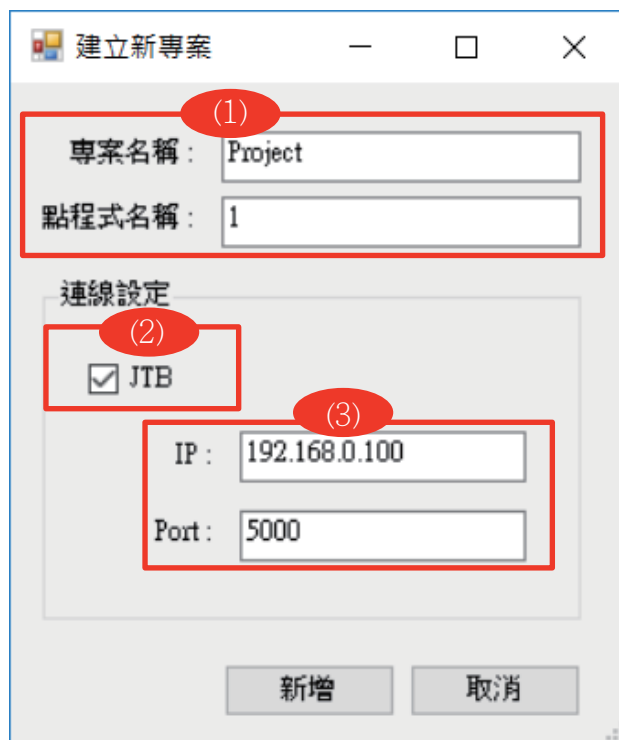 建立新專案
(1)
專案名稱 : Project
點程式名稱 : 1
連線設定
(2)
JTB
(3)
IP : 192.168.0.100
Port : 5000
新增 取消